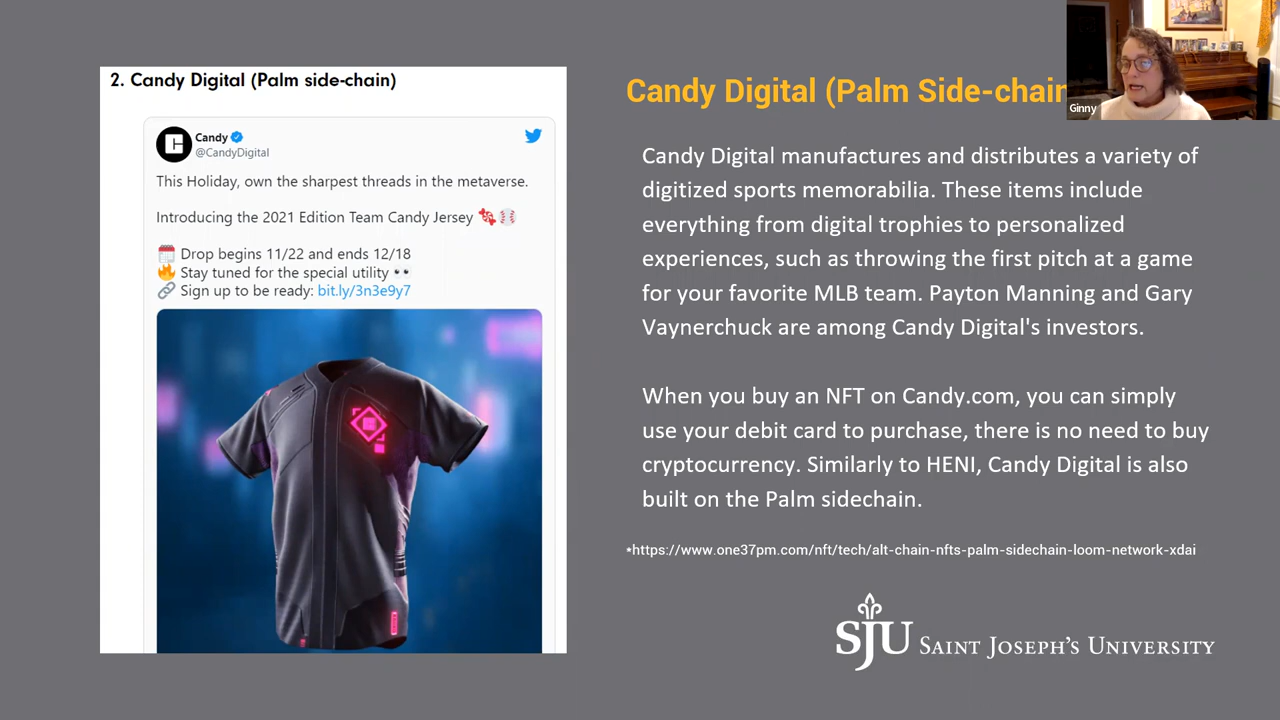 2. Candy Digital (Palm side-chain)
Candy
@CandyDigital
This Holiday, own the sharpest threads in the metaverse.
Introducing the 2021 Edition Team Candy Jersey 🍬⚾
📅 Drop begins 11/22 and ends 12/18
🔥 Stay tuned for the special utility 👀
🔗 Sign up to be ready: bit.ly/3n3e9y7
Candy Digital (Palm Side-chain
Ginny
Candy Digital manufactures and distributes a variety of
digitized sports memorabilia. These items include
everything from digital trophies to personalized
experiences, such as throwing the first pitch at a game
for your favorite MLB team. Payton Manning and Gary
Vaynerchuck are among Candy Digital's investors.
When you buy an NFT on Candy.com, you can simply
use your debit card to purchase, there is no need to buy
cryptocurrency. Similarly to HENI, Candy Digital is also
built on the Palm sidechain.
*https://www.one37pm.com/nft/tech/alt-chain-nfts-palm-sidechain-loom-network-xdai
SJU SAINT JOSEPH'S UNIVERSITY